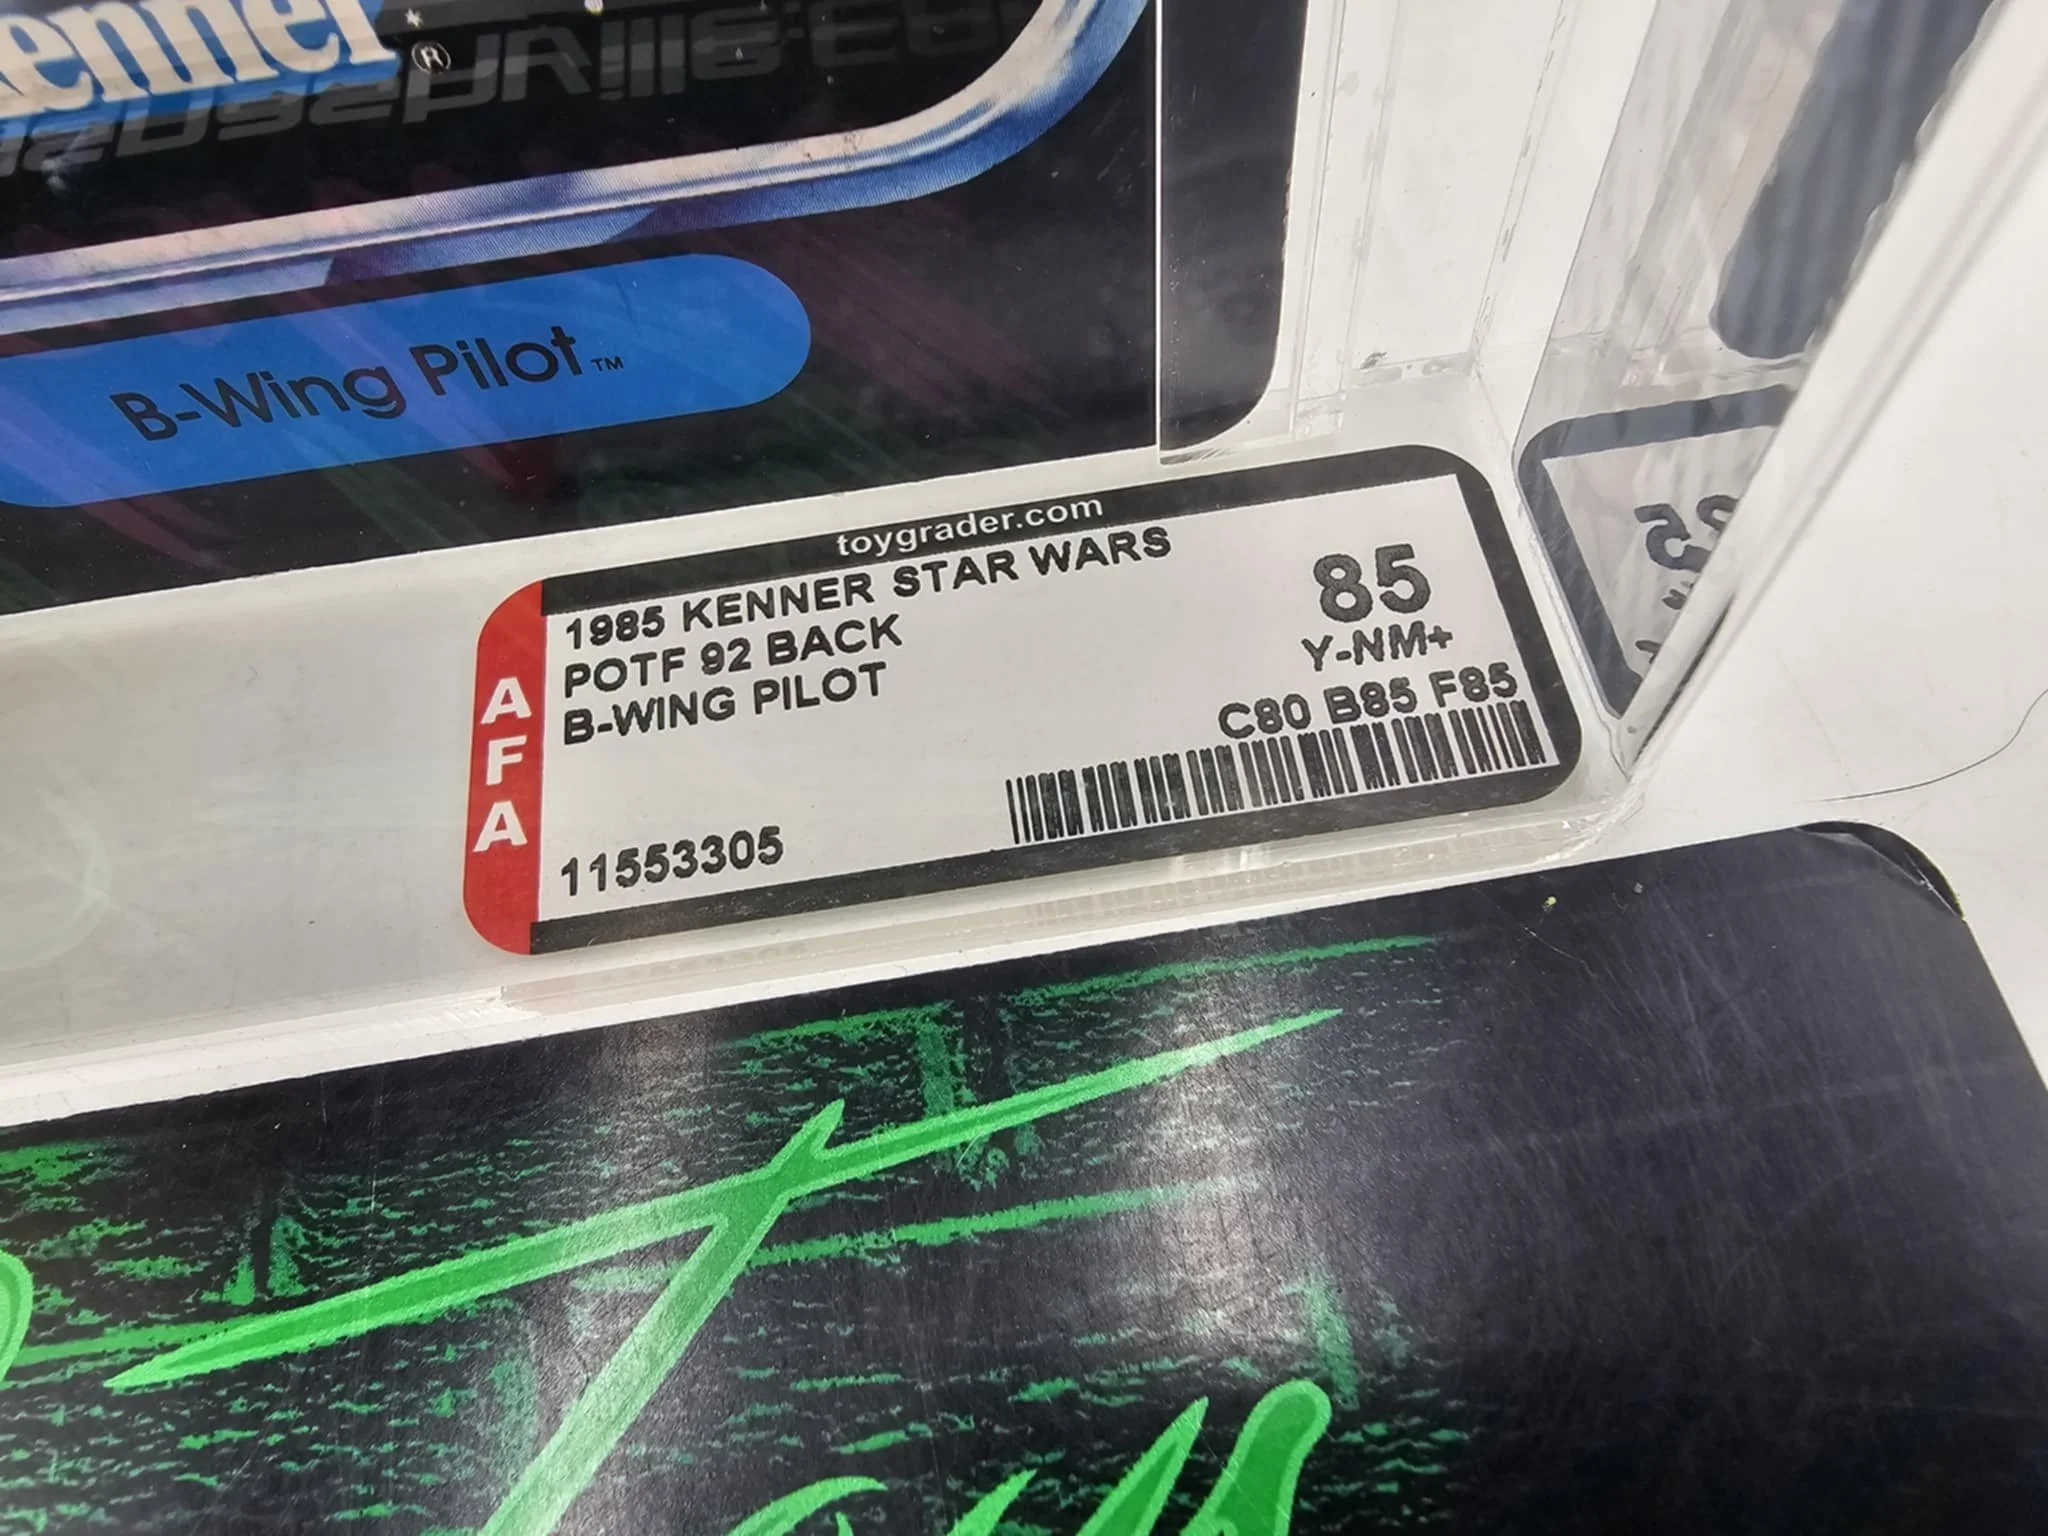 Kenner®
B-Wing Pilot™
toygrader.com
1985 KENNER STAR WARS
POTF 92 BACK
B-WING PILOT
85
Y-NM+
C80 B85 F85
AFA
11553305